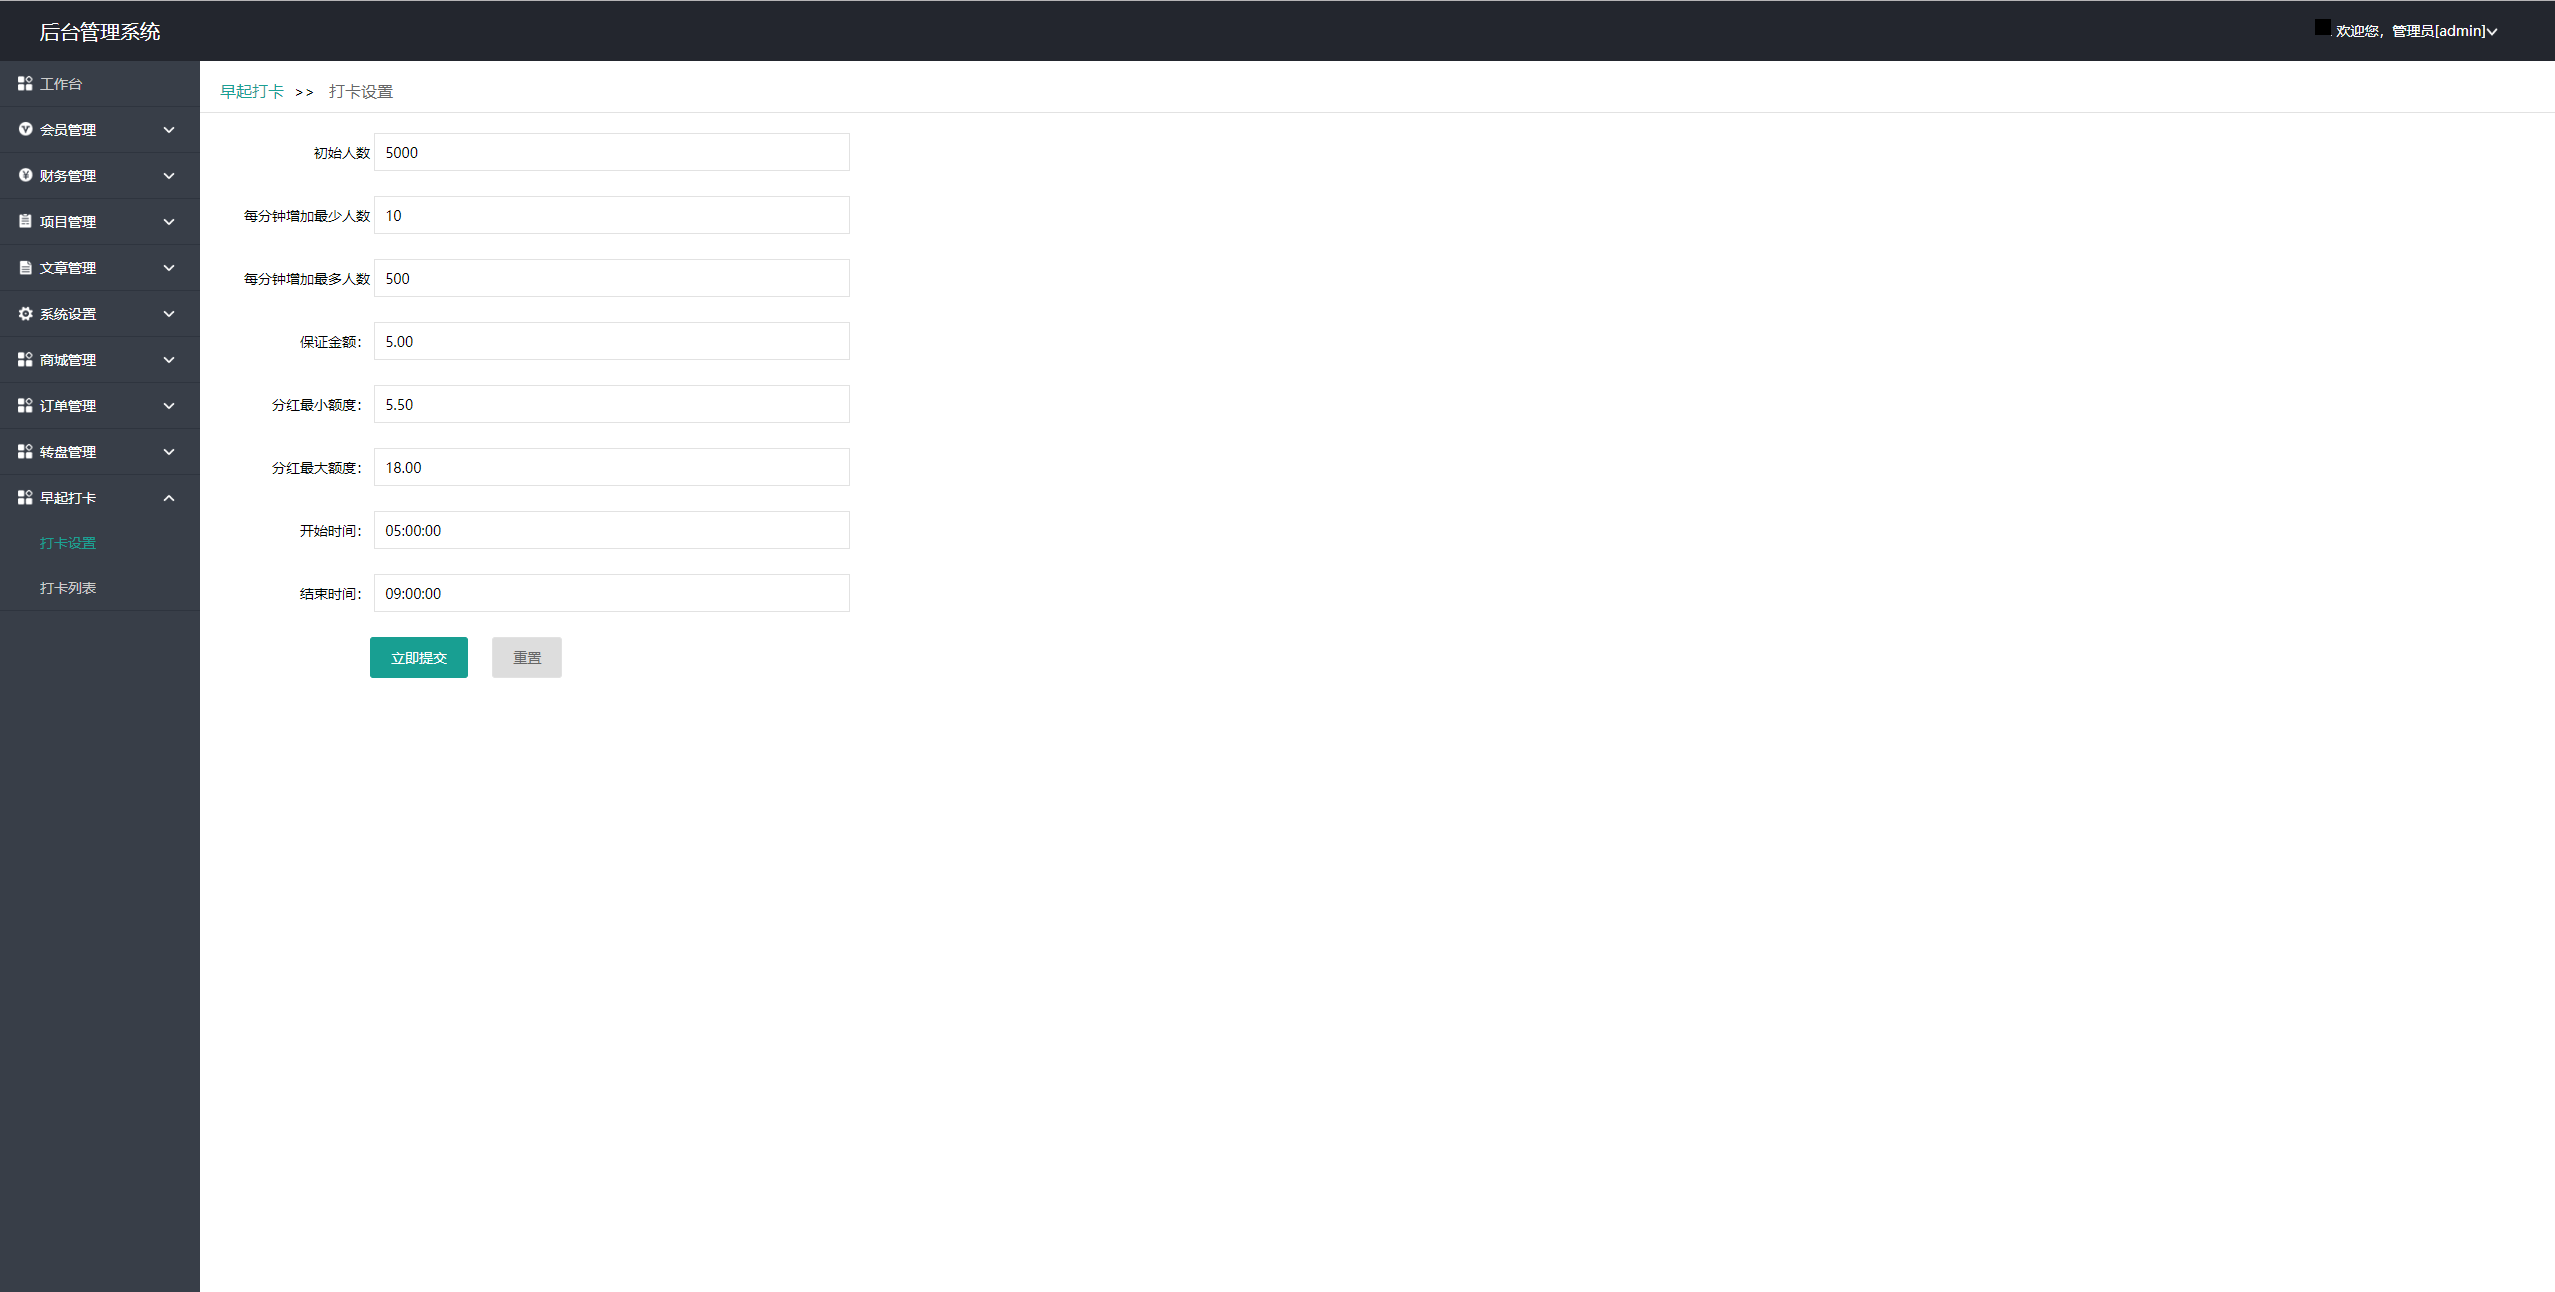 后台管理系统
欢迎您，管理员[admin]
工作台
会员管理
财务管理
项目管理
文章管理
系统设置
商城管理
订单管理
转盘管理
早起打卡
打卡设置
打卡列表
早起打卡 >> 打卡设置
初始人数 5000
每分钟增加最少人数 10
每分钟增加最多人数 500
保证金额： 5.00
分红最小额度： 5.50
分红最大额度： 18.00
开始时间： 05:00:00
结束时间： 09:00:00
立即提交 重置